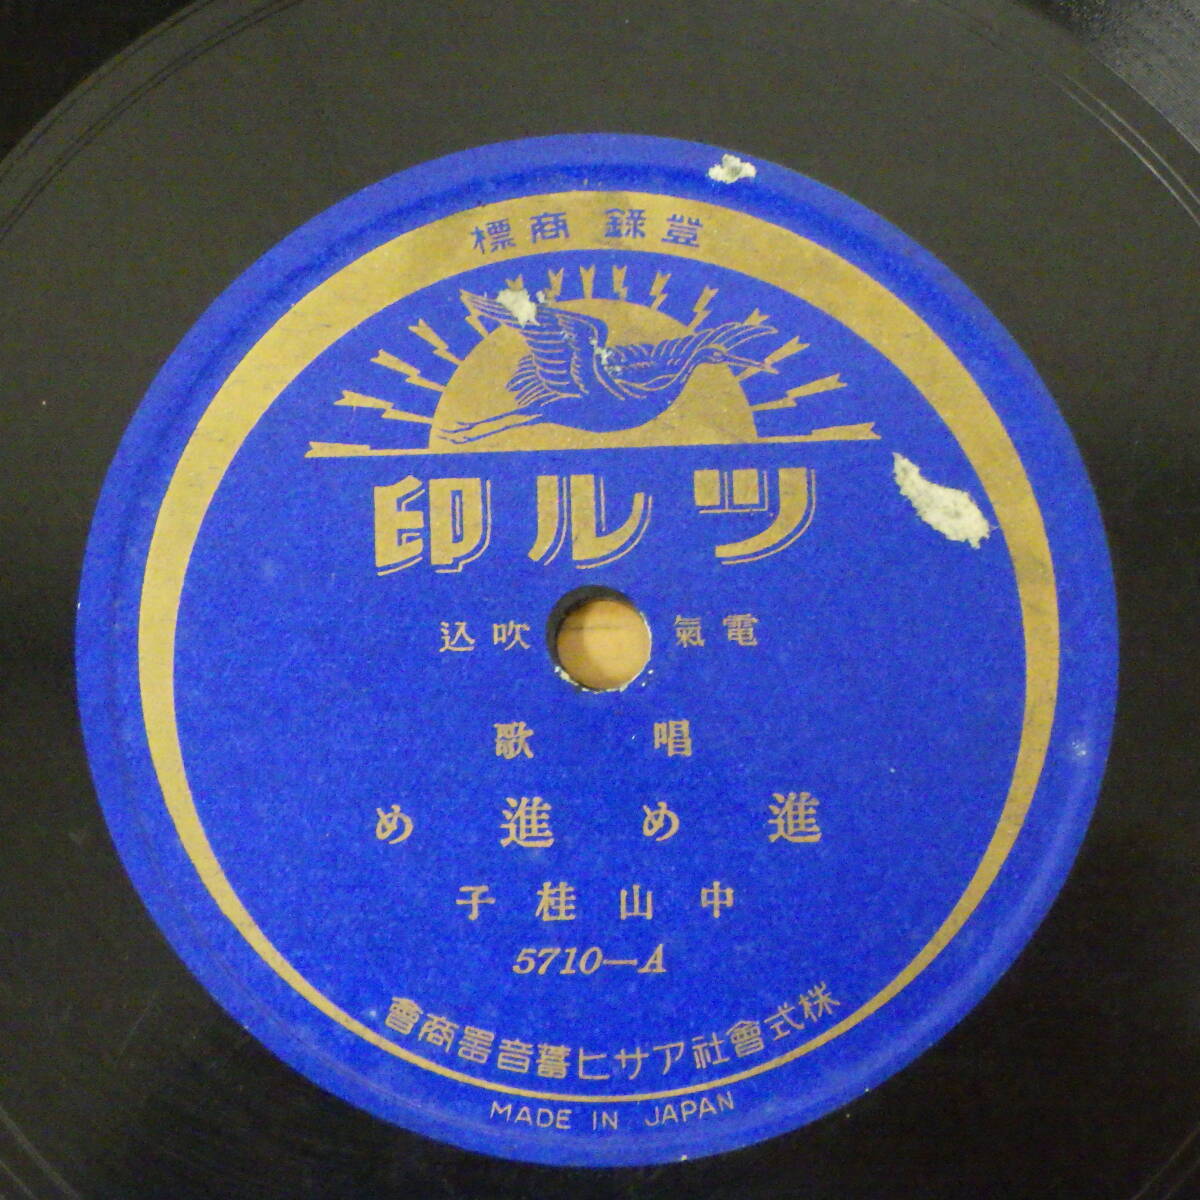 登録商標
ツル印
電氣吹込
唱歌
進め進め
中山桂子
5710—A
株式會社アサヒ蓄音器商會
MADE IN JAPAN